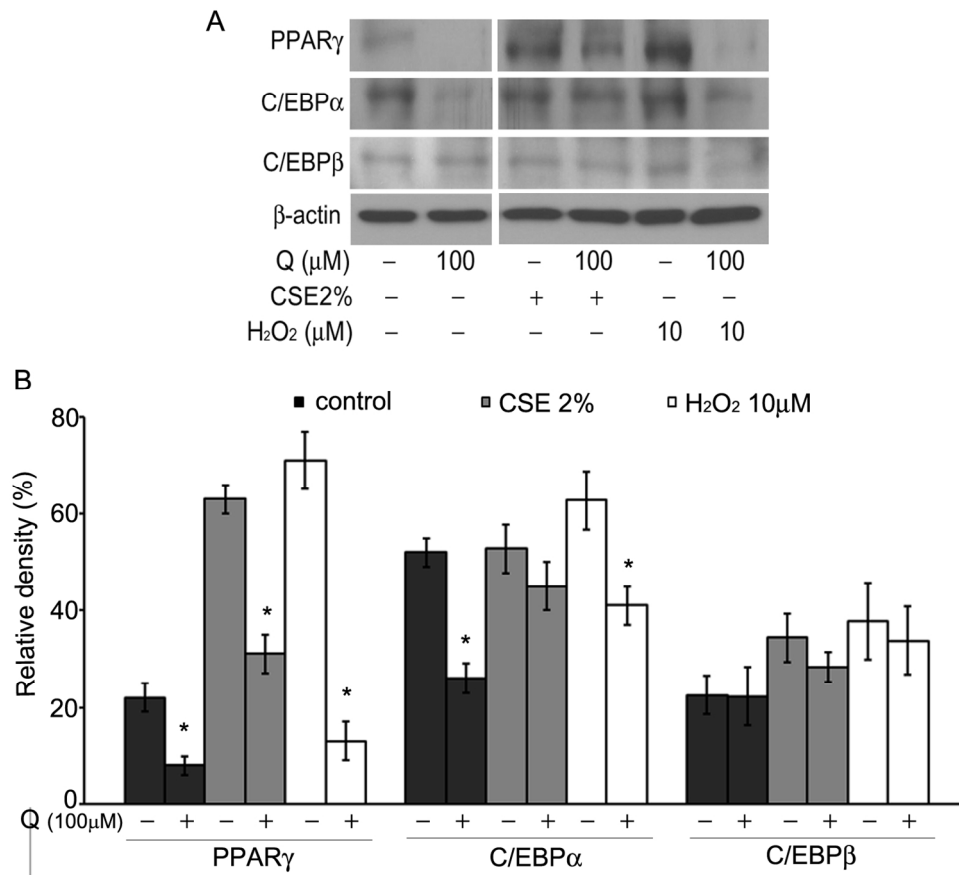 A
PPARγ
C/EBPα
C/EBPβ
β-actin
Q (μM) – 100 – 100 – 100
CSE2% – – + + – –
H₂O₂ (μM) – – – – 10 10
B
control CSE 2% H₂O₂ 10μM
Relative density (%)
80
60
40
20
0
* * * * *
Q (100μM) – + – + – + – + – + – + – + – + – +
PPARγ C/EBPα C/EBPβ